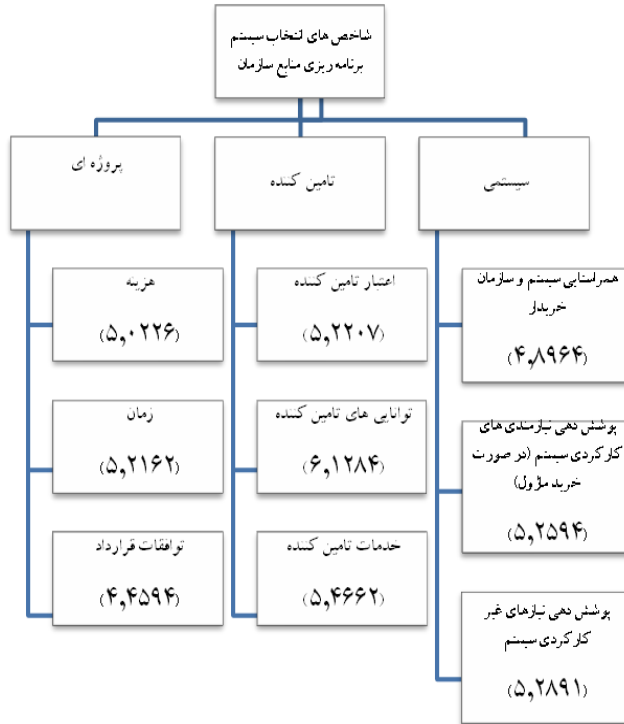 شاخص های انتخاب سیستم
برنامه ریزی منابع سازمان
سیستمی
همراستایی سیستم و سازمان
خریدار
(۴,۸۹۶۴)
پوشش دهی نیازمندی های
کارکردی سیستم (در صورت
خرید ماژول)
(۵,۲۵۹۴)
پوشش دهی نیازهای غیر
کارکردی سیستم
(۵,۲۸۹۱)
تامین کننده
اعتبار تامین کننده
(۵,۲۲۰۷)
توانایی های تامین کننده
(۶,۱۲۸۴)
خدمات تامین کننده
(۵,۴۶۶۲)
پروژه ای
هزینه
(۵,۰۲۲۶)
زمان
(۵,۲۱۶۲)
توافقات قرارداد
(۴,۴۵۹۴)